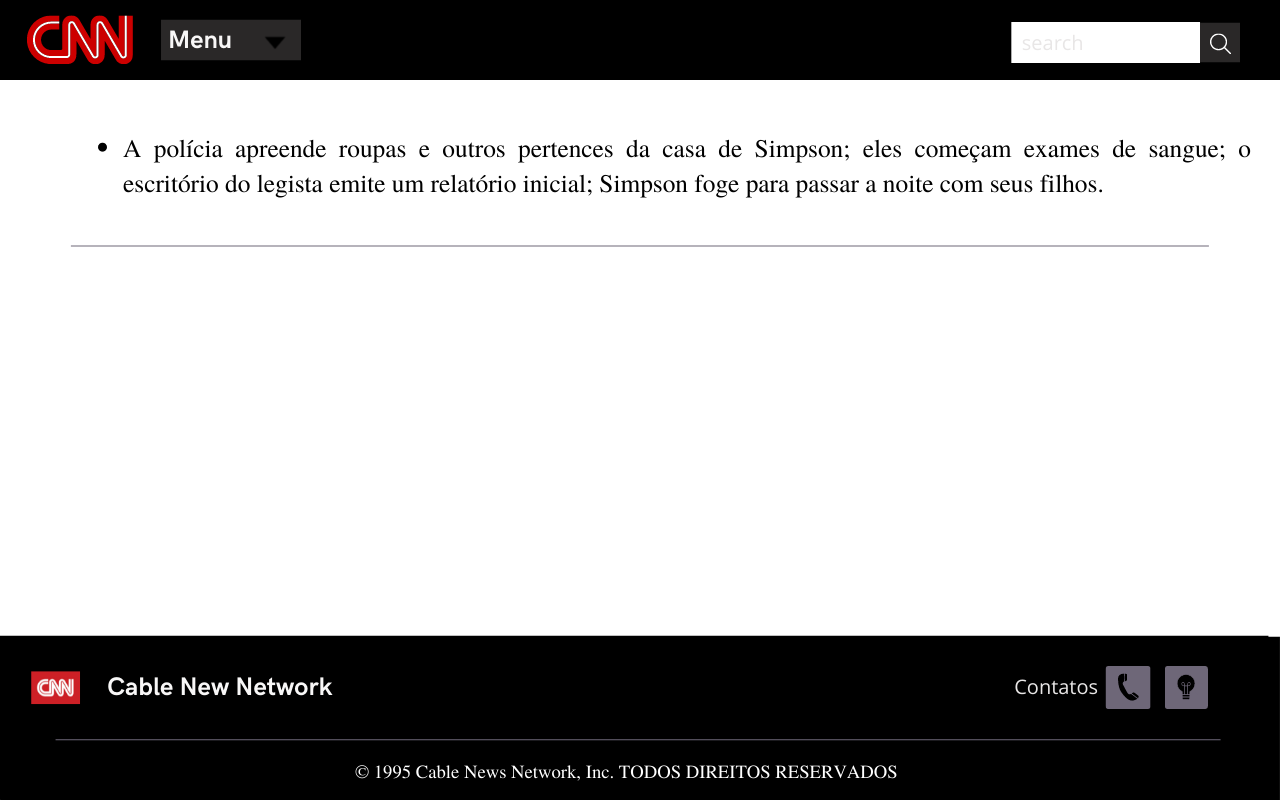 CNN
Menu
search
A polícia apreende roupas e outros pertences da casa de Simpson; eles começam exames de sangue; o
escritório do legista emite um relatório inicial; Simpson foge para passar a noite com seus filhos.
CNN
Cable New Network
Contatos
© 1995 Cable News Network, Inc. TODOS DIREITOS RESERVADOS